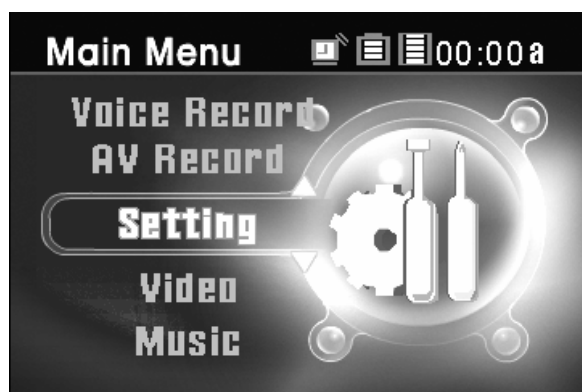 Main Menu 00:00a
Voice Record
AV Record
Setting
Video
Music